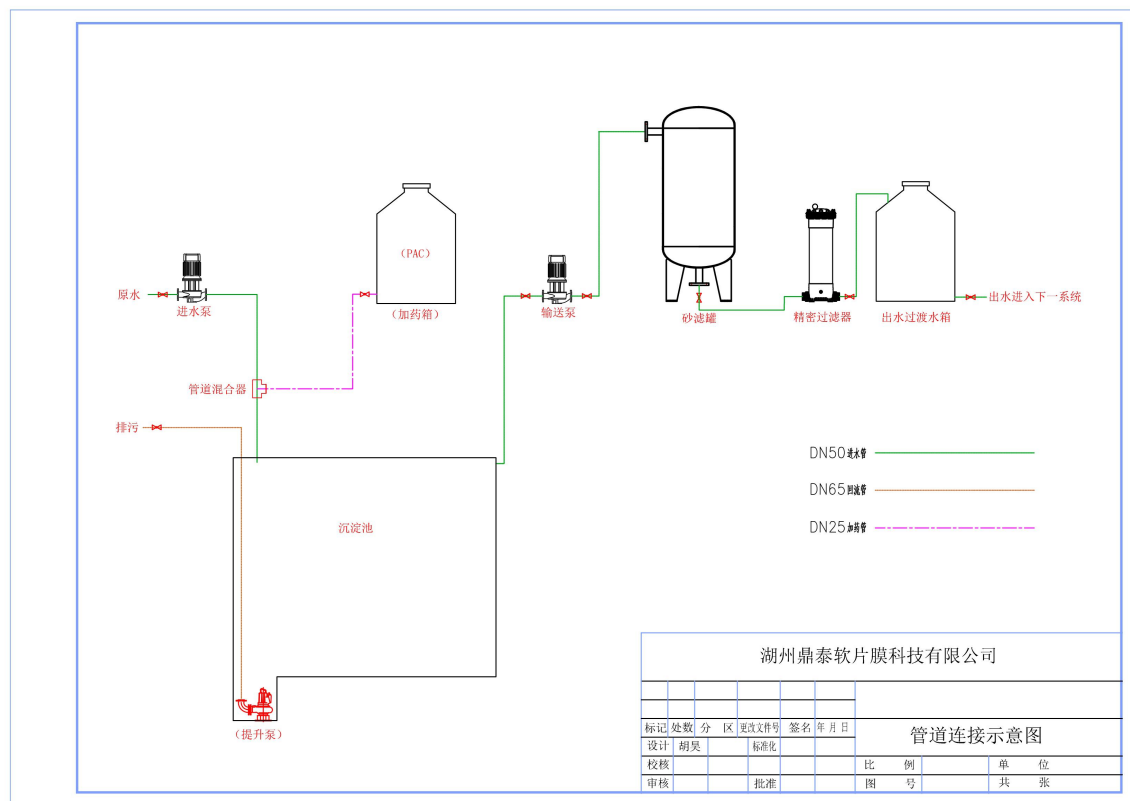 (PAC)
原水
进水泵
(加药箱)
输送泵
砂滤罐
精密过滤器
出水过渡水箱
出水进入下一系统
管道混合器
排污
沉淀池
(提升泵)
DN50进水管
DN65回流管
DN25加药管
湖州鼎泰软片膜科技有限公司
标记 处数 分 区 更改文件号 签名 年 月 日
管道连接示意图
设计 胡昊 标准化
校核 比 例 单 位
审核 批准 图 号 共 张